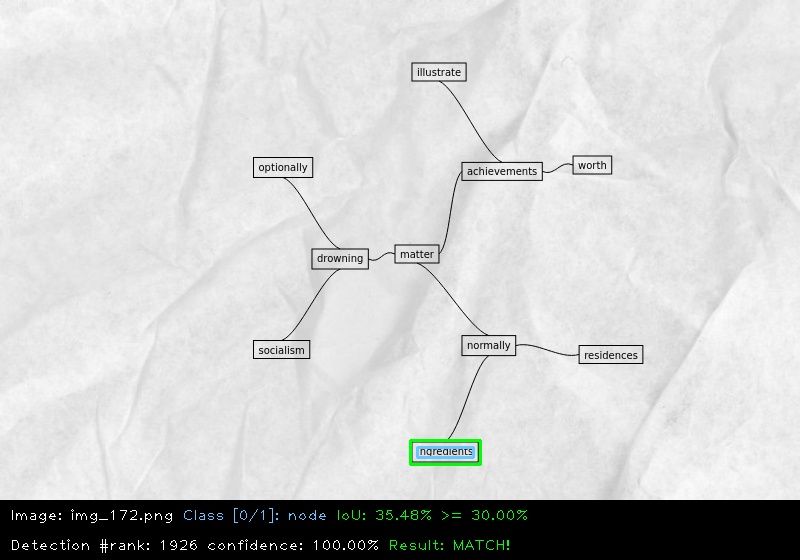 illustrate
optionally
achievements
worth
drowning
matter
socialism
normally
residences
ingredients
Image: img_172.png Class [0/1]: node IoU: 35.48% >= 30.00%
Detection #rank: 1926 confidence: 100.00% Result: MATCH!